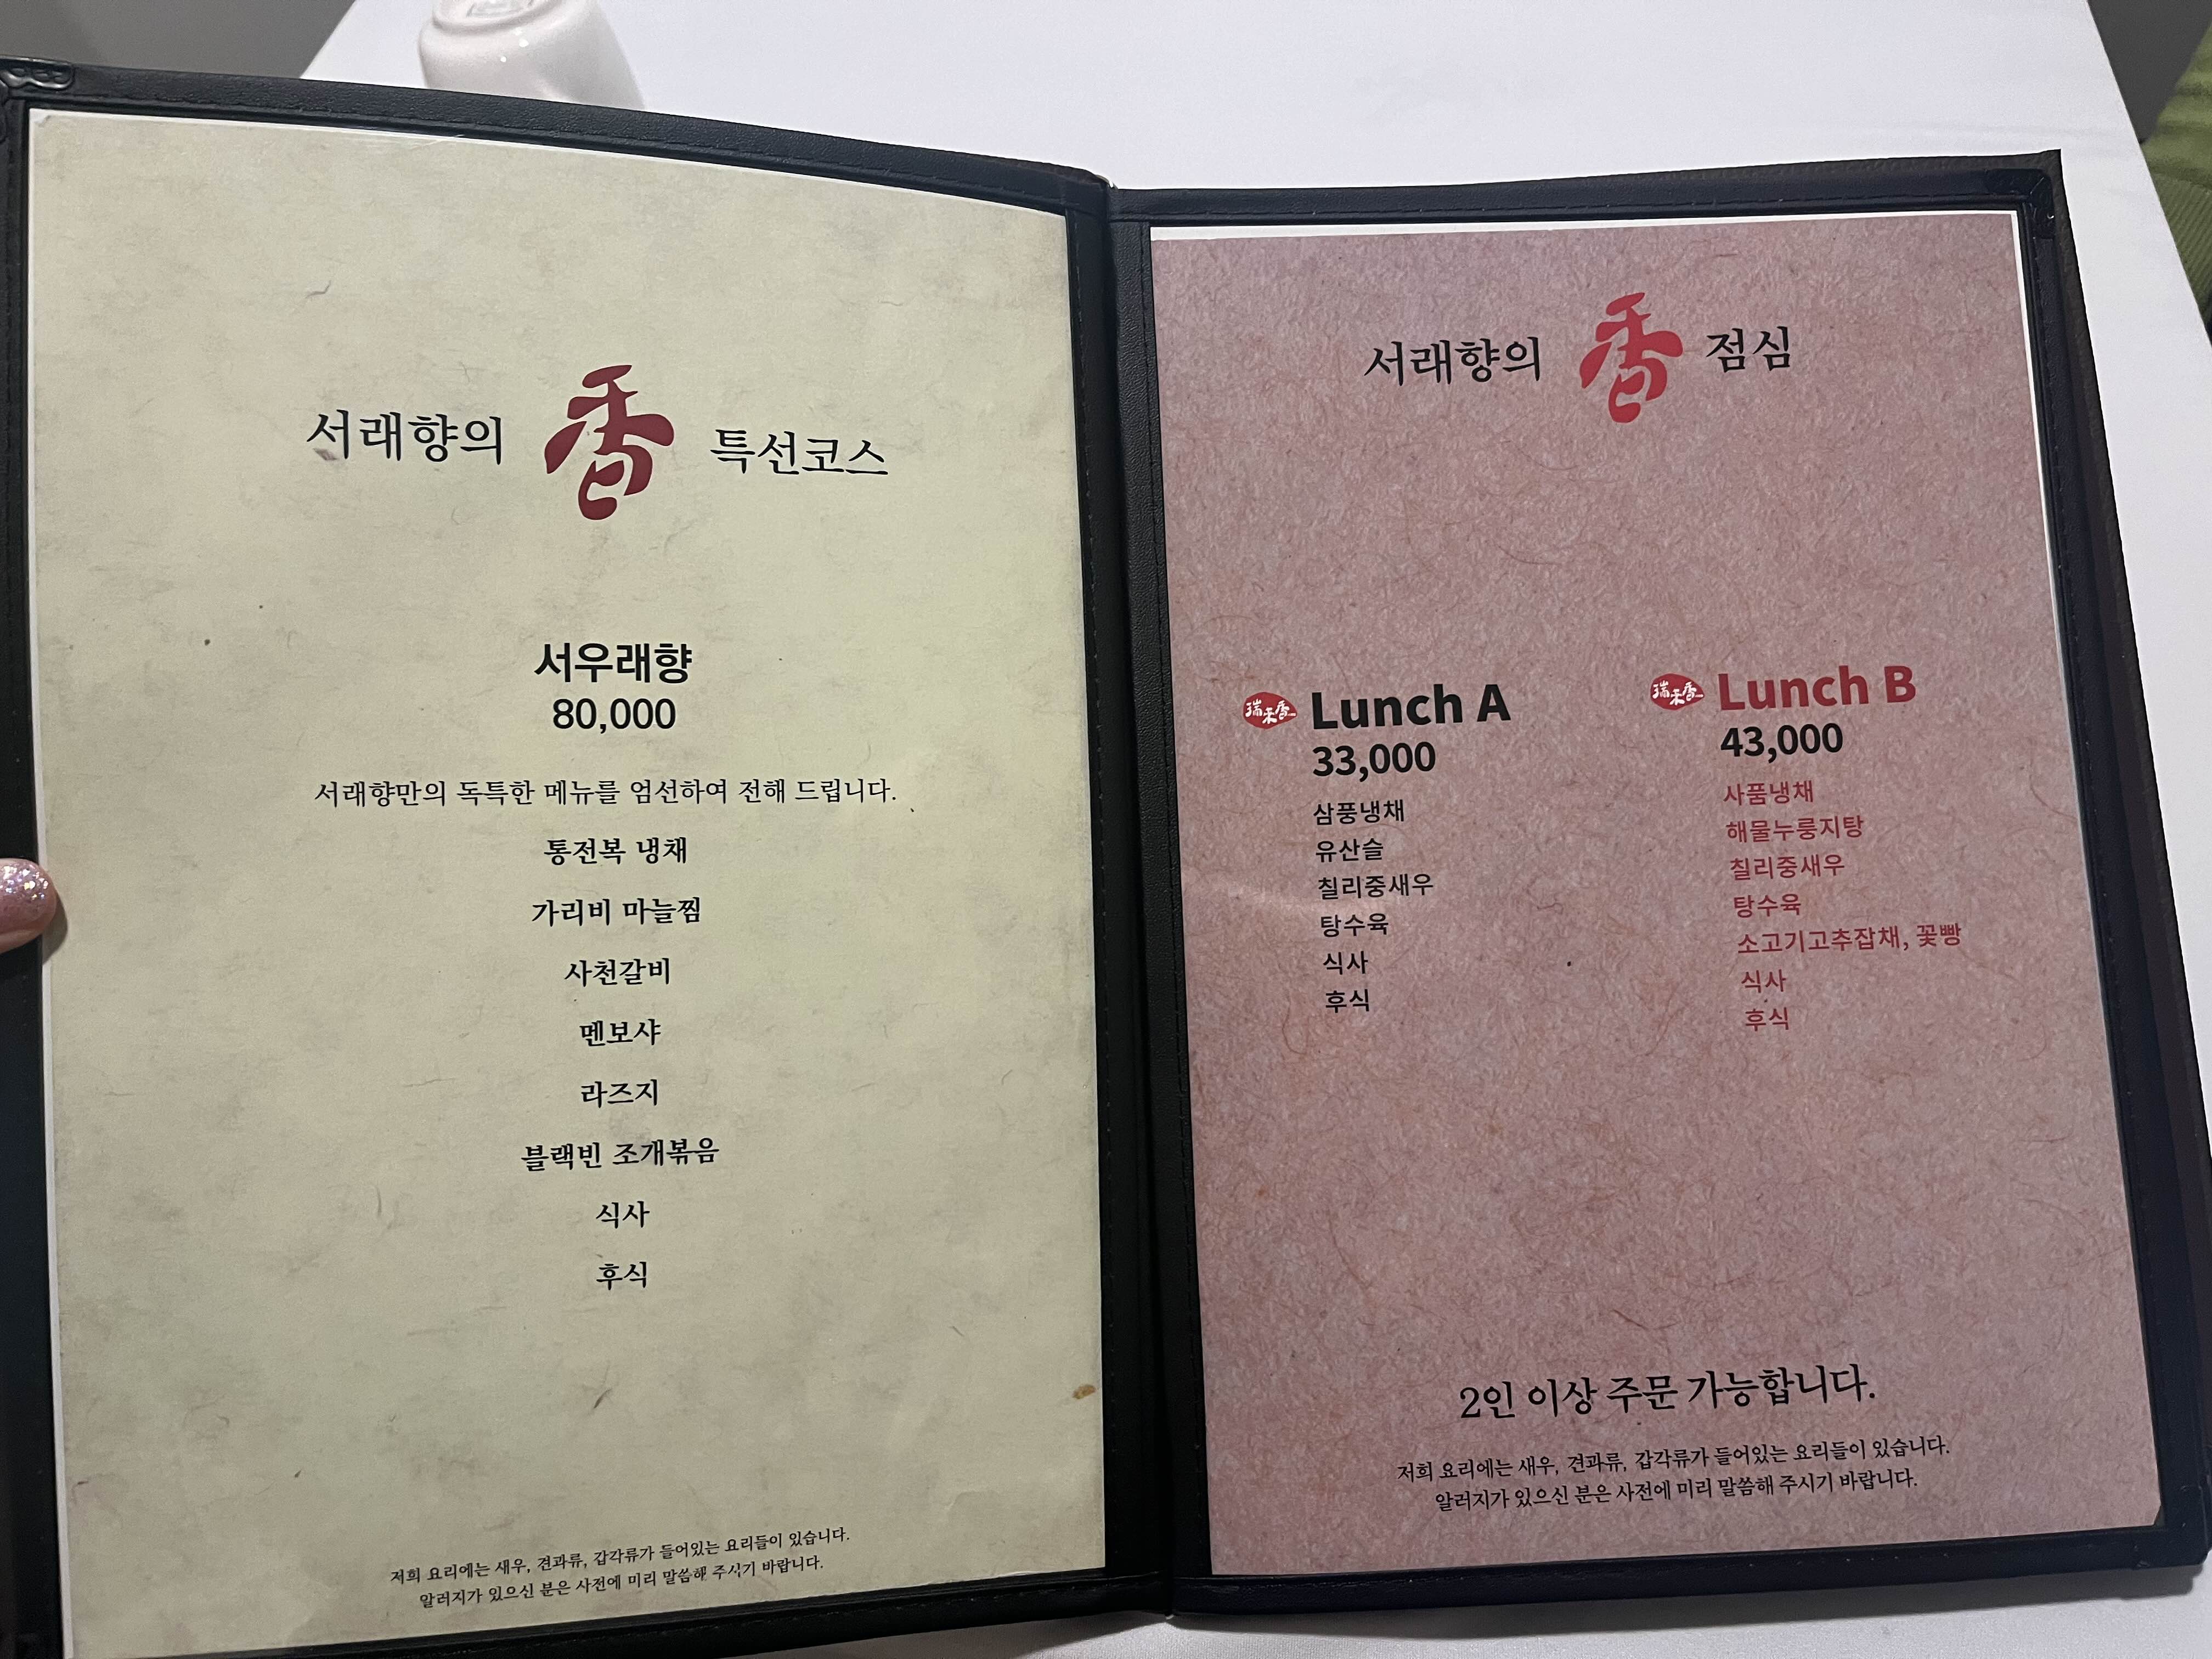 서래향의 香 특선코스
서우래향
80,000
서래향만의 독특한 메뉴를 엄선하여 전해 드립니다.
통전복 냉채
가리비 마늘찜
사천갈비
멘보샤
라즈지
블랙빈 조개볶음
식사
후식
저희 요리에는 새우, 견과류, 갑각류가 들어있는 요리들이 있습니다.
알러지가 있으신 분은 사전에 미리 말씀해 주시기 바랍니다.
서래향의 香 점심
瑞來香 Lunch A
33,000
삼풍냉채
유산슬
칠리중새우
탕수육
식사
후식
瑞來香 Lunch B
43,000
사품냉채
해물누룽지탕
칠리중새우
탕수육
소고기고추잡채, 꽃빵
식사
후식
2인 이상 주문 가능합니다.
저희 요리에는 새우, 견과류, 갑각류가 들어있는 요리들이 있습니다.
알러지가 있으신 분은 사전에 미리 말씀해 주시기 바랍니다.